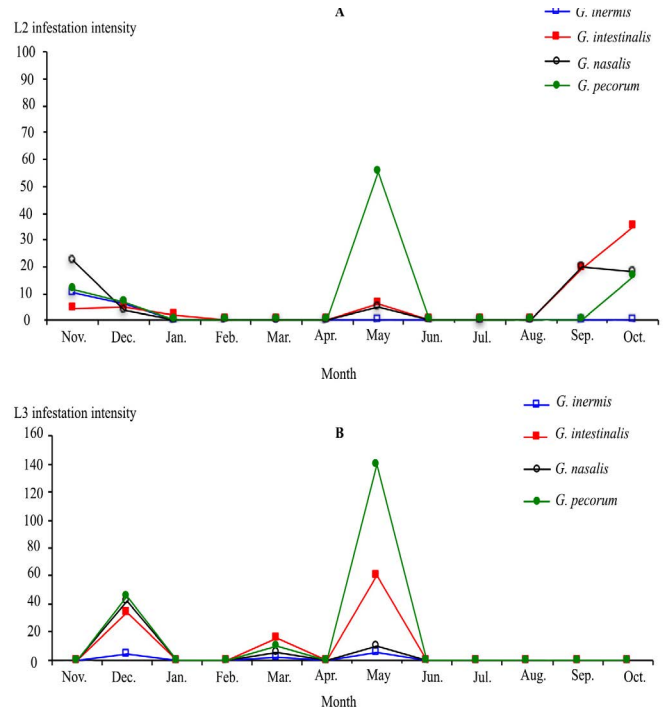 A
G. inermis
L2 infestation intensity
G. intestinalis
G. nasalis
G. pecorum
100
90
80
70
60
50
40
30
20
10
0
Nov. Dec. Jan. Feb. Mar. Apr. May Jun. Jul. Aug. Sep. Oct.
Month
L3 infestation intensity
G. inermis
B
G. intestinalis
G. nasalis
G. pecorum
160
140
120
100
80
60
40
20
0
Nov. Dec. Jan. Feb. Mar. Apr. May Jun. Jul. Aug. Sep. Oct.
Month